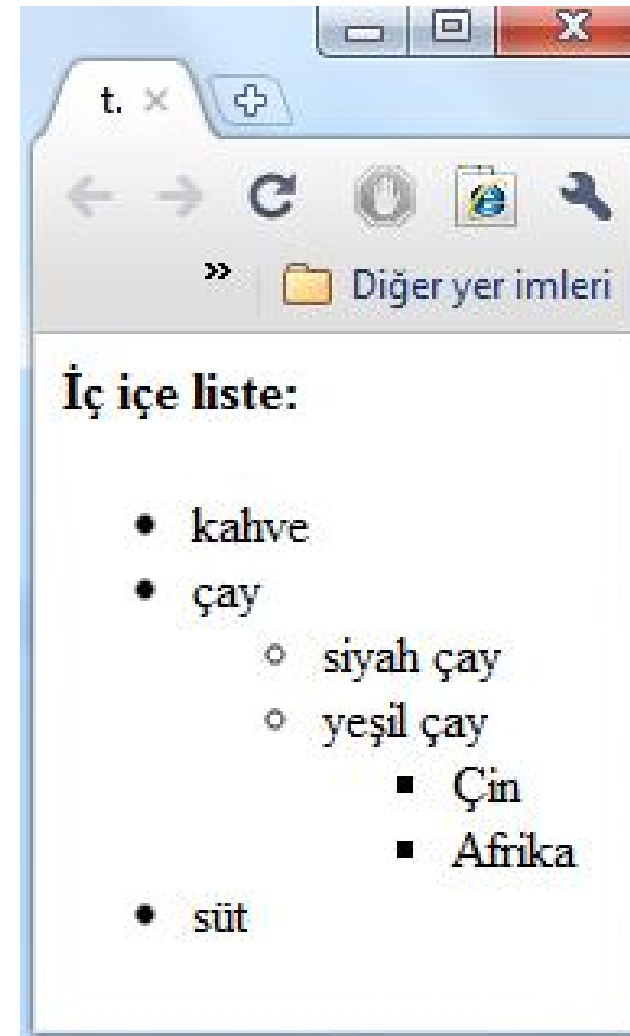 t.
» Diğer yer imleri
İç içe liste:
• kahve
• çay
○ siyah çay
○ yeşil çay
▪ Çin
▪ Afrika
• süt